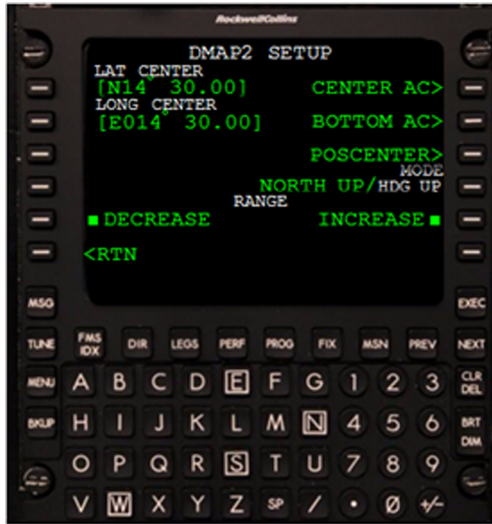 RockwellCollins
DMAP2 SETUP
LAT CENTER
[N14° 30.00] CENTER AC>
LONG CENTER
[E014° 30.00] BOTTOM AC>
POSCENTER>
MODE
NORTH UP/HDG UP
RANGE
DECREASE INCREASE
<RTN
MSG EXEC
TUNE FMS IDX DIR LEGS PERF PROG FIX MSN PREV NEXT
MENU A B C D E F G 1 2 3 CLR DEL
BKUP H I J K L M N 4 5 6 BRT DIM
O P Q R S T U 7 8 9
V W X Y Z SP / . Ø +/-